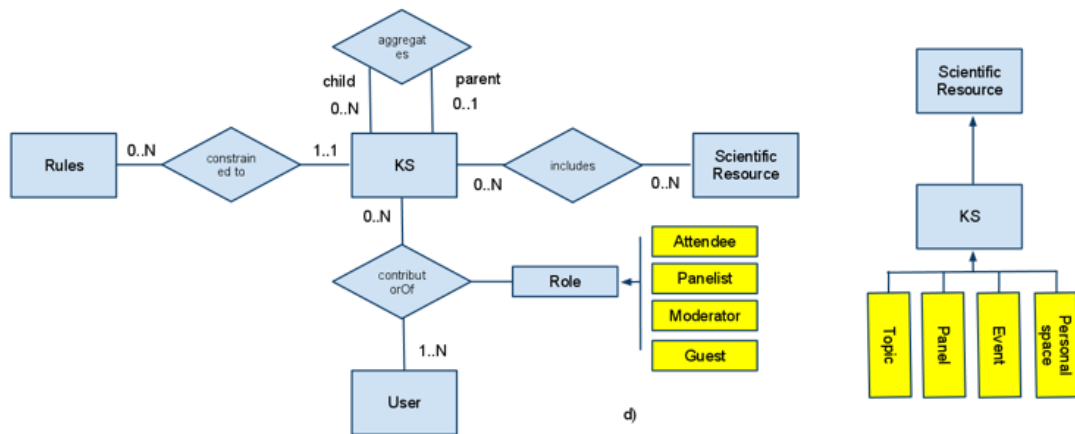 aggregat
es
child
parent
0..N
0..1
Rules
0..N
constrain
ed to
1..1
KS
0..N
includes
0..N
Scientific
Resource
0..N
contribut
orOf
Role
Attendee
Panelist
Moderator
Guest
1..N
User
d)
Scientific
Resource
KS
Topic
Panel
Event
Personal
space